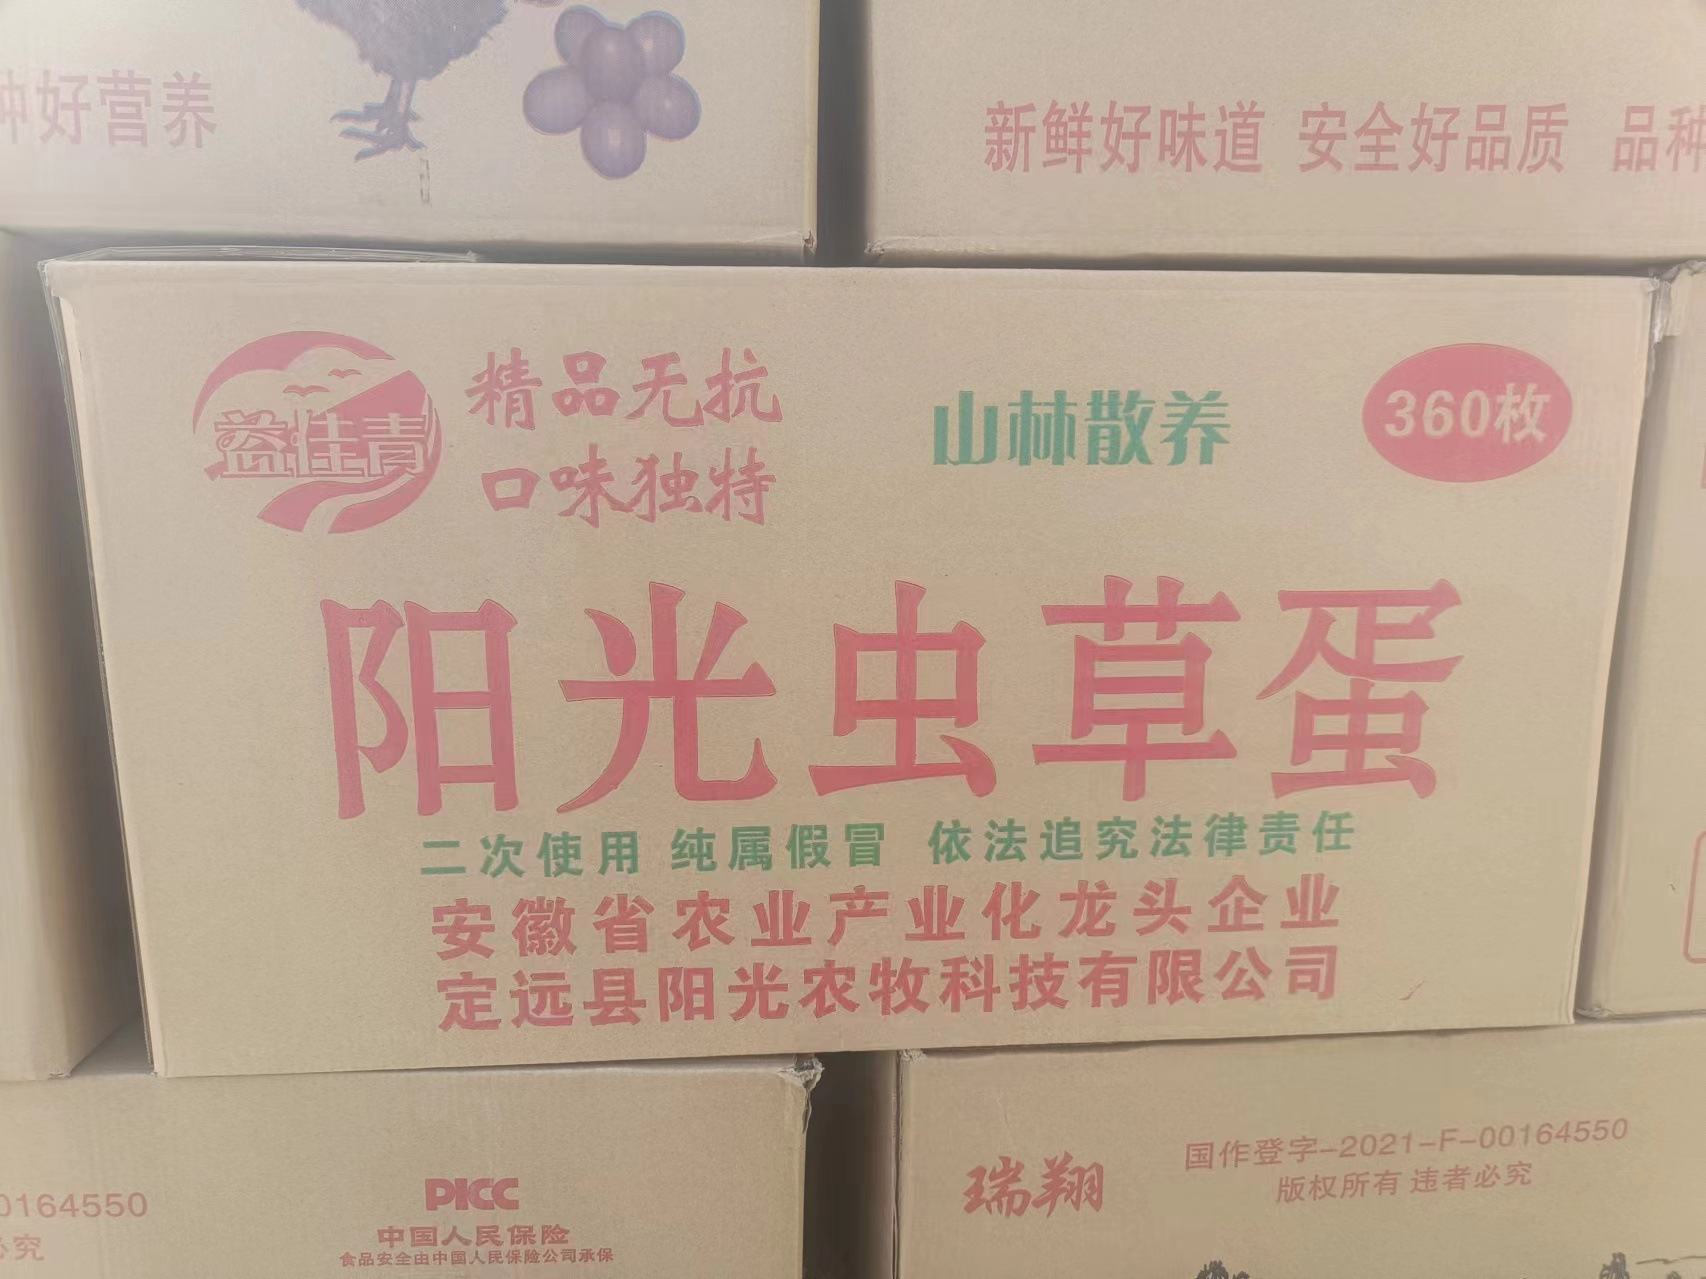 种好营养
新鲜好味道 安全好品质 品种
益佳青
精品无抗
口味独特
山林散养
360枚
阳光虫草蛋
二次使用 纯属假冒 依法追究法律责任
安徽省农业产业化龙头企业
定远县阳光农牧科技有限公司
0164550
必究
PICC
中国人民保险
食品安全由中国人民保险公司承保
瑞翔
国作登字-2021-F-00164550
版权所有 违者必究